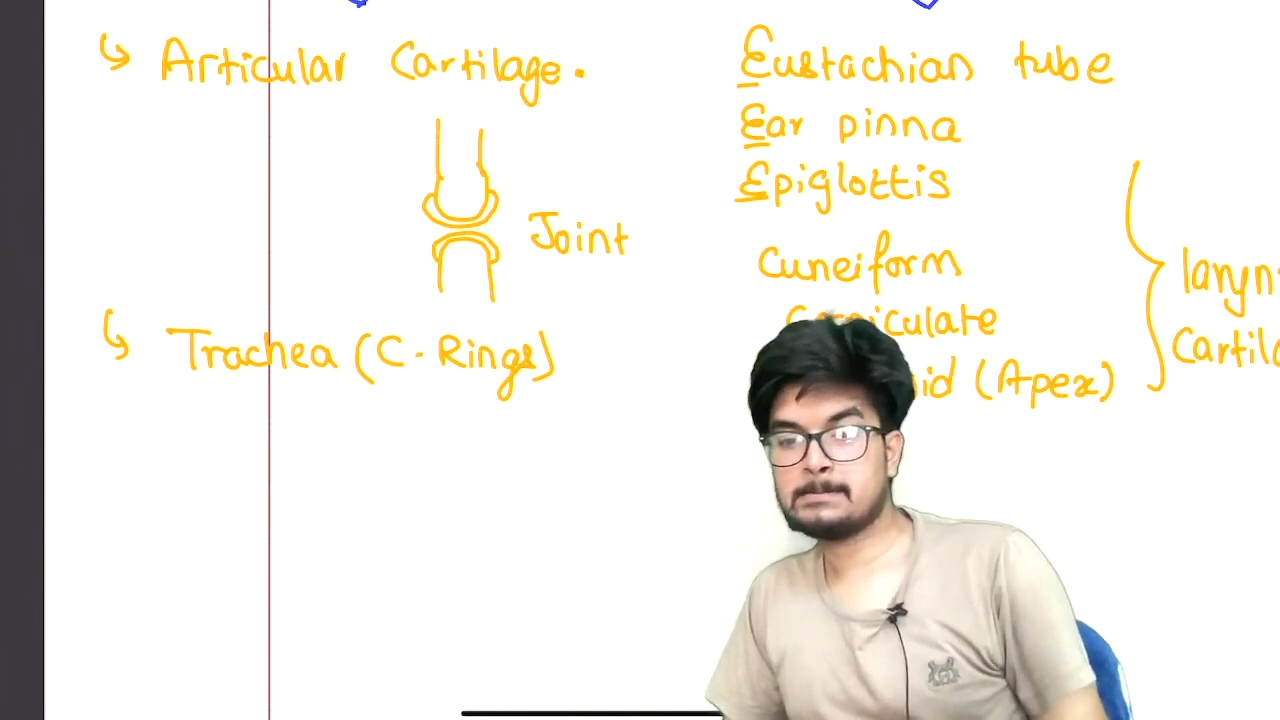 ↳ Articular Cartilage.
Joint
↳ Trachea (C-Rings)
Eustachian tube
Ear pinna
Epiglottis
Cuneiform
(Apex)